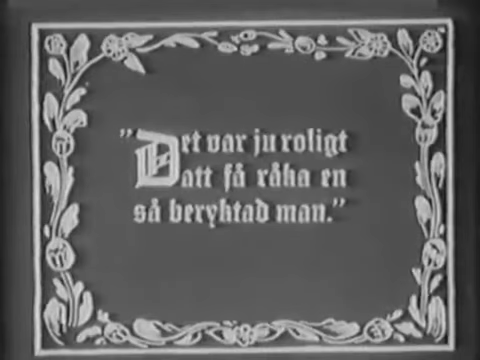 "Det var ju roligt
att få råka en
så beryktad man."